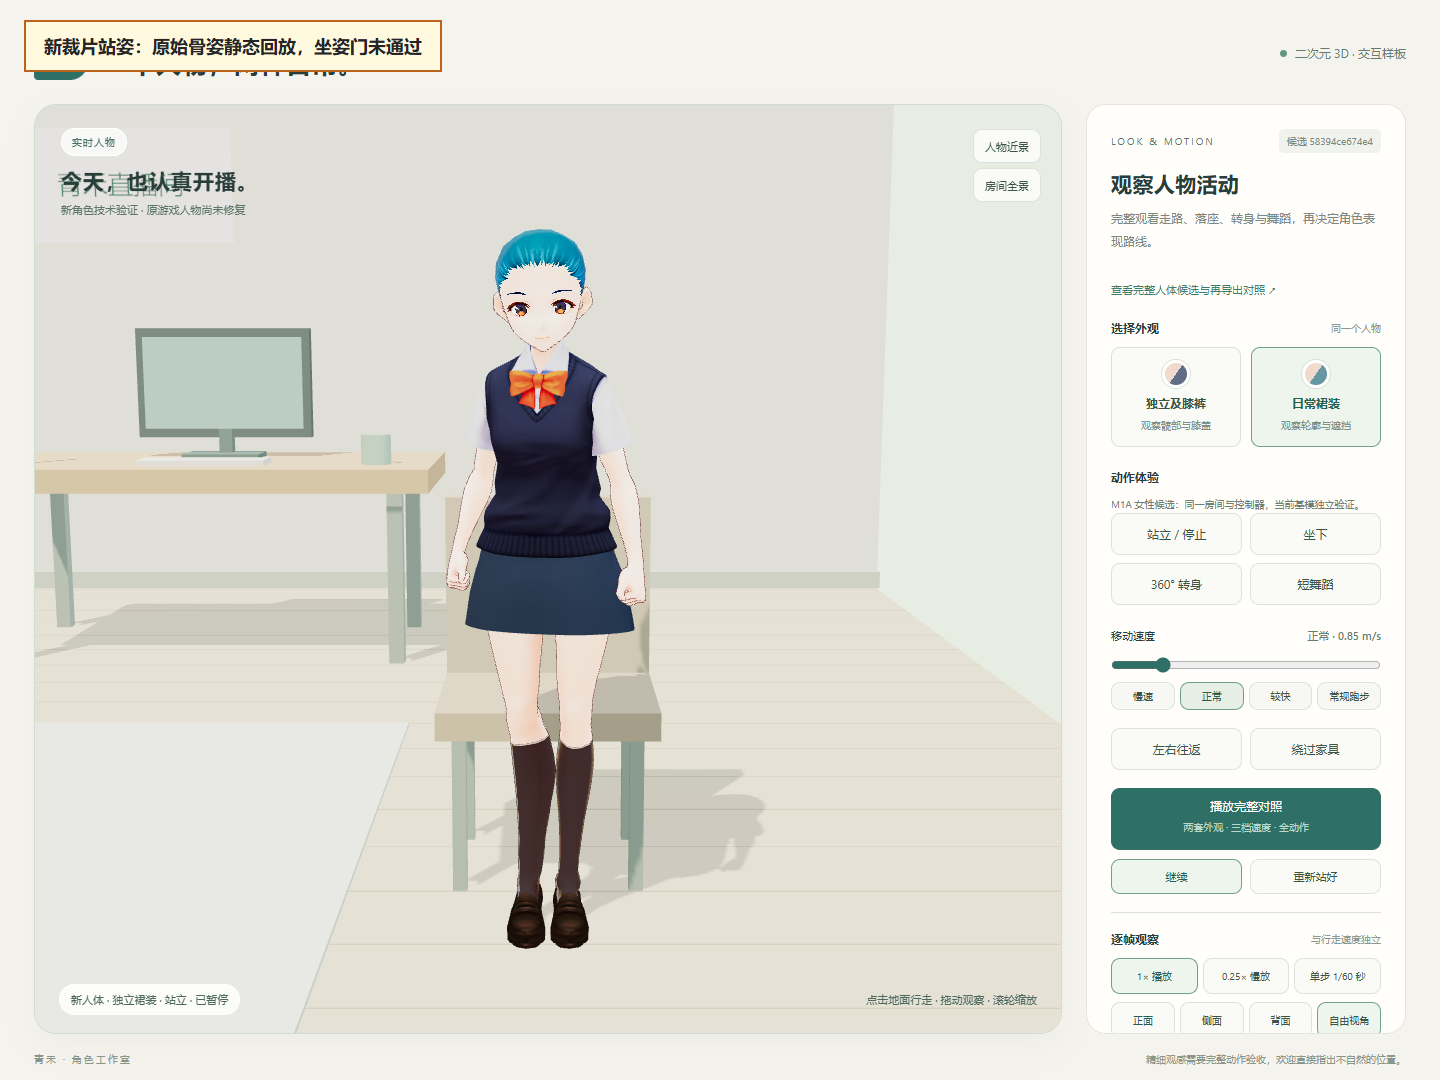 新裁片站姿：原始骨姿静态回放，坐姿门未通过
二次元 3D · 交互样板
实时人物
今天，也认真开播。
青禾直播间
新角色技术验证 · 原游戏人物尚未修复
人物近景
房间全景
新人体 · 独立裙装 · 站立 · 已暂停
点击地面行走 · 拖动观察 · 滚轮缩放
LOOK & MOTION
候选 58394ce674e4
观察人物活动
完整观看走路、落座、转身与舞蹈，再决定角色表
现路线。
查看完整人体候选与再导出对照 ↗
选择外观
同一个人物
独立及膝裤
观察髋部与膝盖
日常裙装
观察轮廓与遮挡
动作体验
M1A 女性候选：同一房间与控制器，当前基模独立验证。
站立 / 停止
坐下
360° 转身
短舞蹈
移动速度
正常 · 0.85 m/s
慢速
正常
较快
常规跑步
左右往返
绕过家具
播放完整对照
两套外观 · 三档速度 · 全动作
继续
重新站好
逐帧观察
与行走速度独立
1× 播放
0.25× 慢放
单步 1/60 秒
正面
侧面
背面
自由视角
青禾 · 角色工作室
精细观感需要完整动作验收，欢迎直接指出不自然的位置。